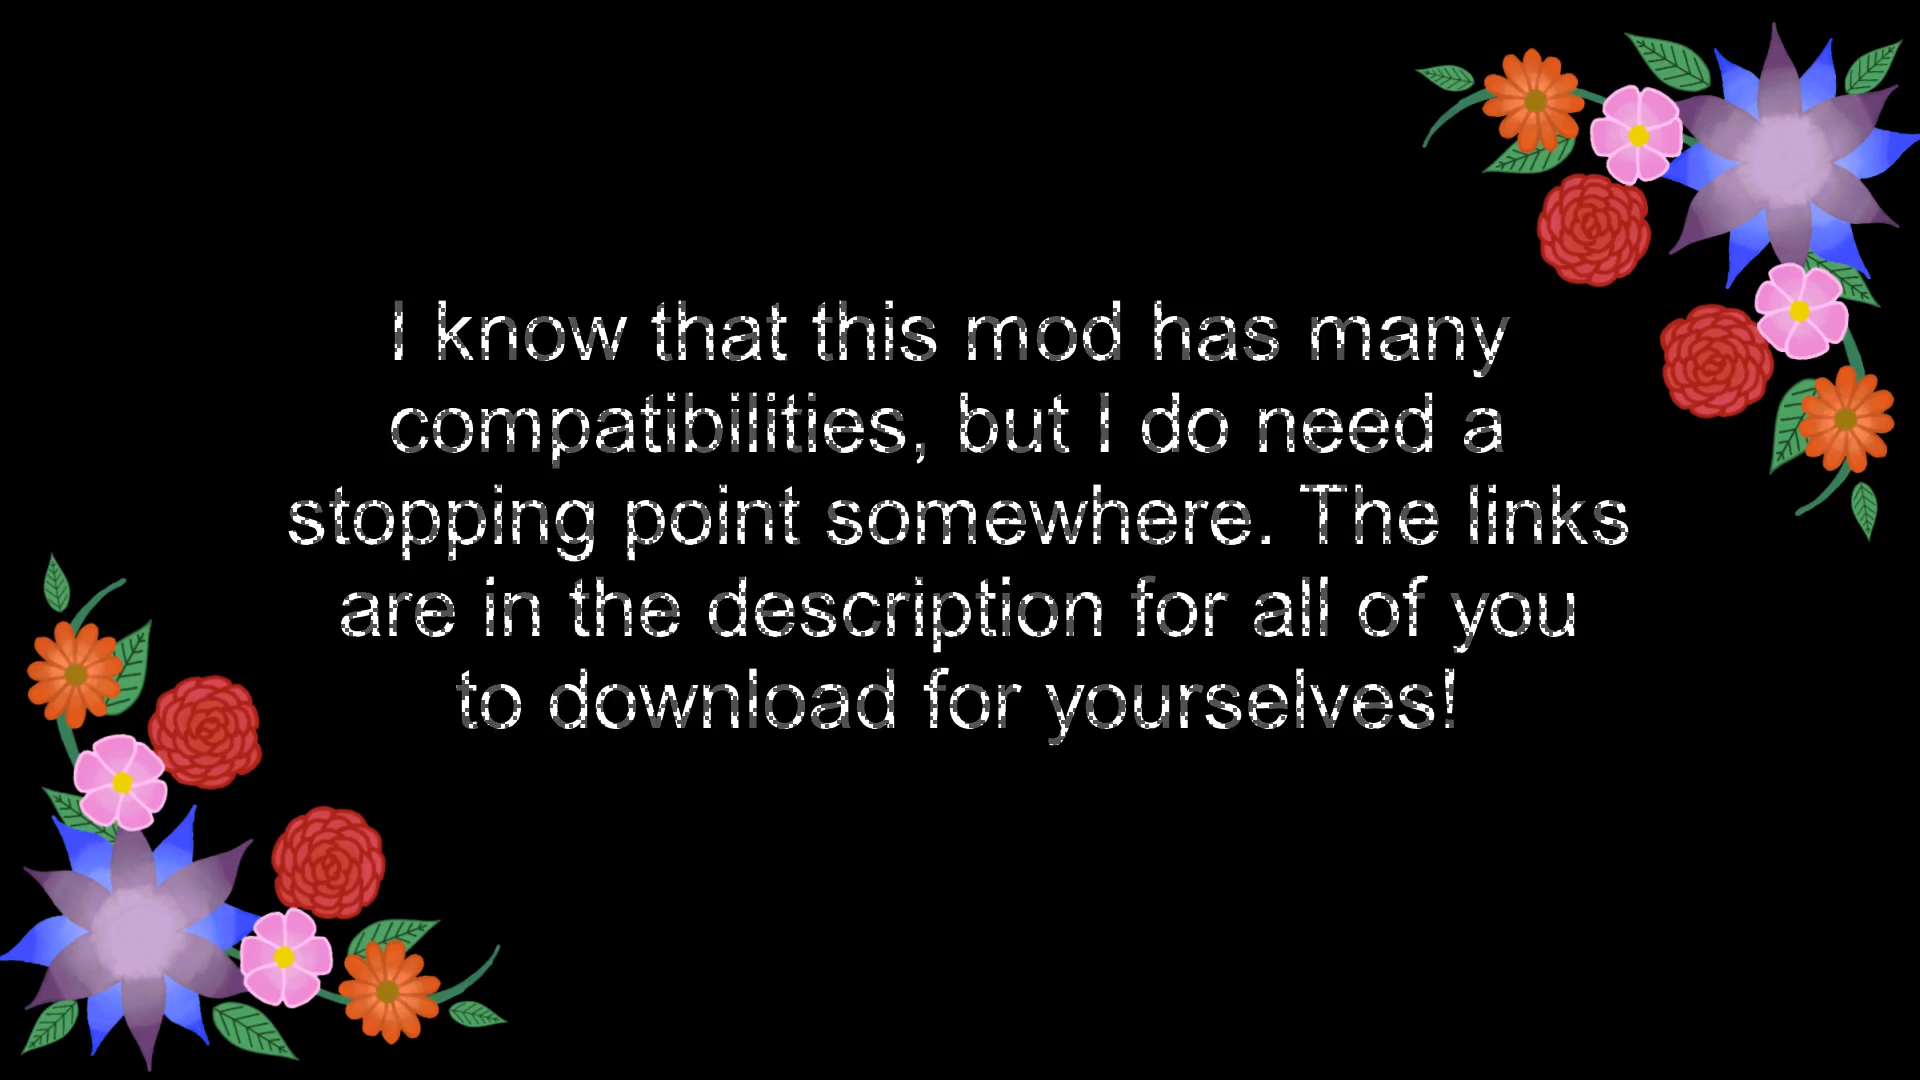 I know that this mod has many
compatibilities, but I do need a
stopping point somewhere. The links
are in the description for all of you
to download for yourselves!